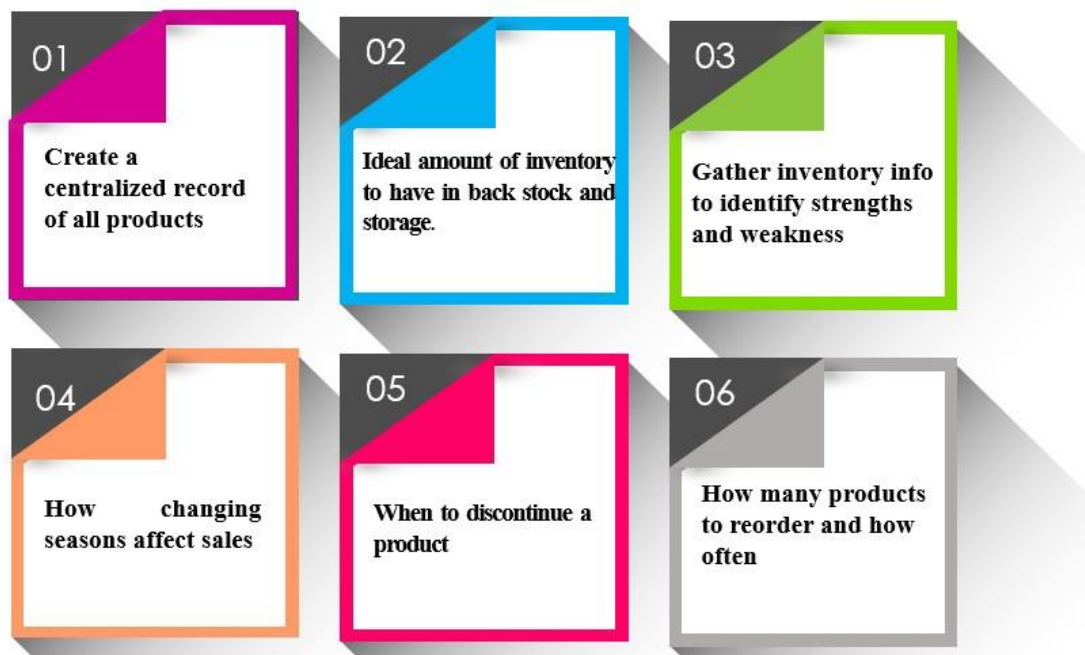 01
Create a
centralized record
of all products
02
Ideal amount of inventory
to have in back stock and
storage.
03
Gather inventory info
to identify strengths
and weakness
04
How changing
seasons affect sales
05
When to discontinue a
product
06
How many products
to reorder and how
often